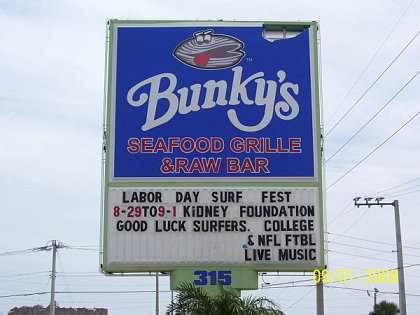 Bunky's
TM
SEAFOOD GRILLE
&RAW BAR
LABOR DAY SURF FEST
8-29TO9-1 KiDNEY FOUNDATION
GOOD LUCK SURFERS. COLLEGE
& NFL FTBL
LIVE MUSIC
315
09/01/2008